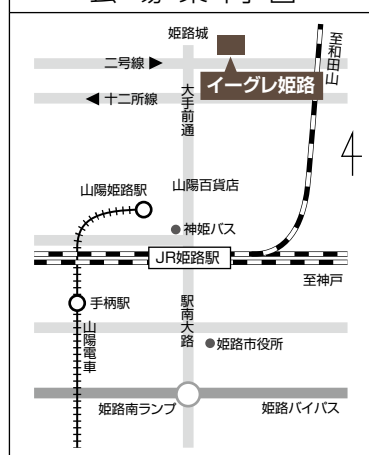 会場案内図
姫路城
至和田山
二号線 ▶
イーグレ姫路
◀ 十二所線
大手前通
山陽姫路駅
山陽百貨店
神姫バス
JR姫路駅
至神戸
手柄駅
駅南大路
山陽電車
姫路市役所
姫路南ランプ
姫路バイパス